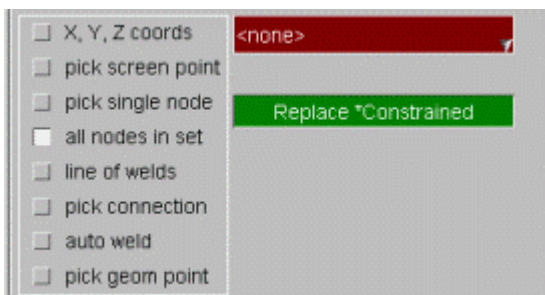 X, Y, Z coords
pick screen point
pick single node
all nodes in set
line of welds
pick connection
auto weld
pick geom point
<none>
Replace *Constrained